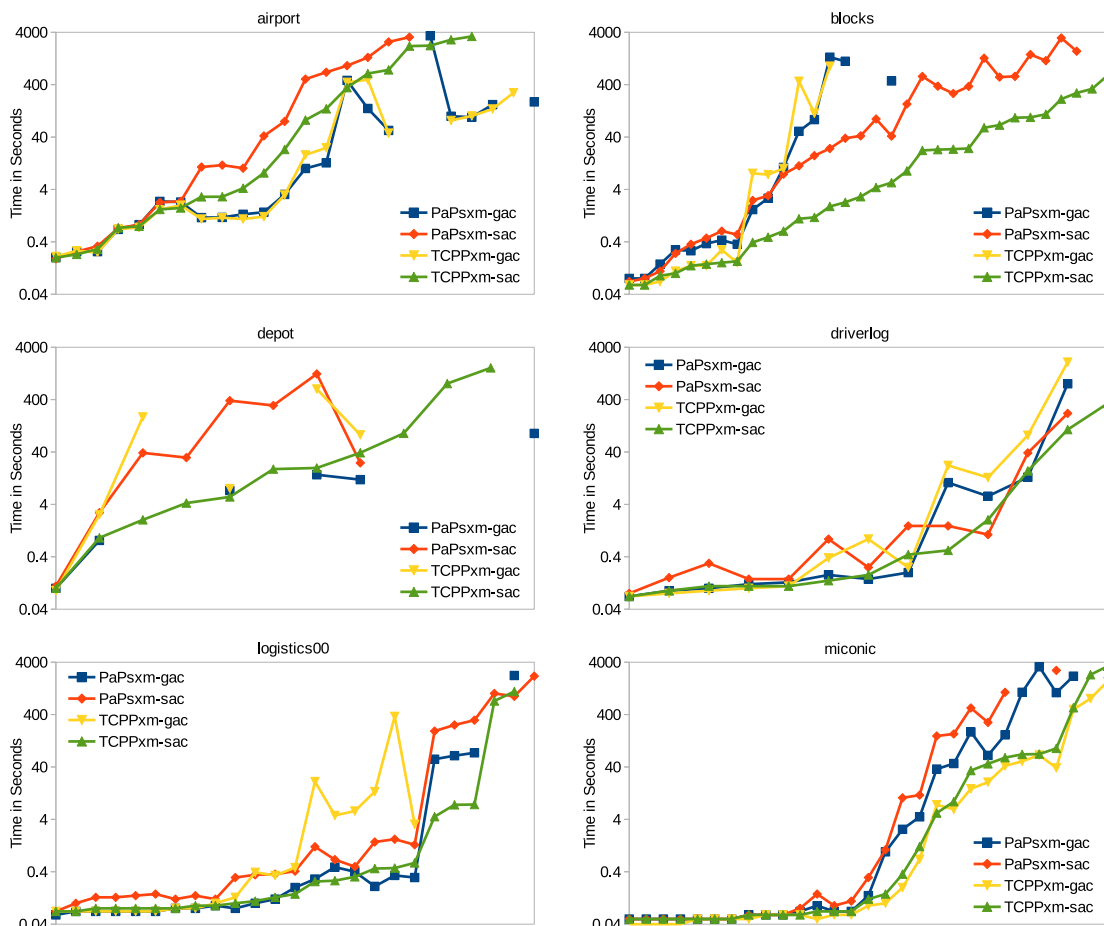 airport
4000
400
40
4
0.4
0.04
Time in Seconds
PaPsxm-gac
PaPsxm-sac
TCPPxm-gac
TCPPxm-sac
blocks
4000
400
40
4
0.4
0.04
Time in Seconds
PaPsxm-gac
PaPsxm-sac
TCPPxm-gac
TCPPxm-sac
depot
4000
400
40
4
0.4
0.04
Time in Seconds
PaPsxm-gac
PaPsxm-sac
TCPPxm-gac
TCPPxm-sac
driverlog
4000
400
40
4
0.4
0.04
Time in Seconds
PaPsxm-gac
PaPsxm-sac
TCPPxm-gac
TCPPxm-sac
logistics00
4000
400
40
4
0.4
0.04
Time in Seconds
PaPsxm-gac
PaPsxm-sac
TCPPxm-gac
TCPPxm-sac
miconic
4000
400
40
4
0.4
0.04
Time in Seconds
PaPsxm-gac
PaPsxm-sac
TCPPxm-gac
TCPPxm-sac